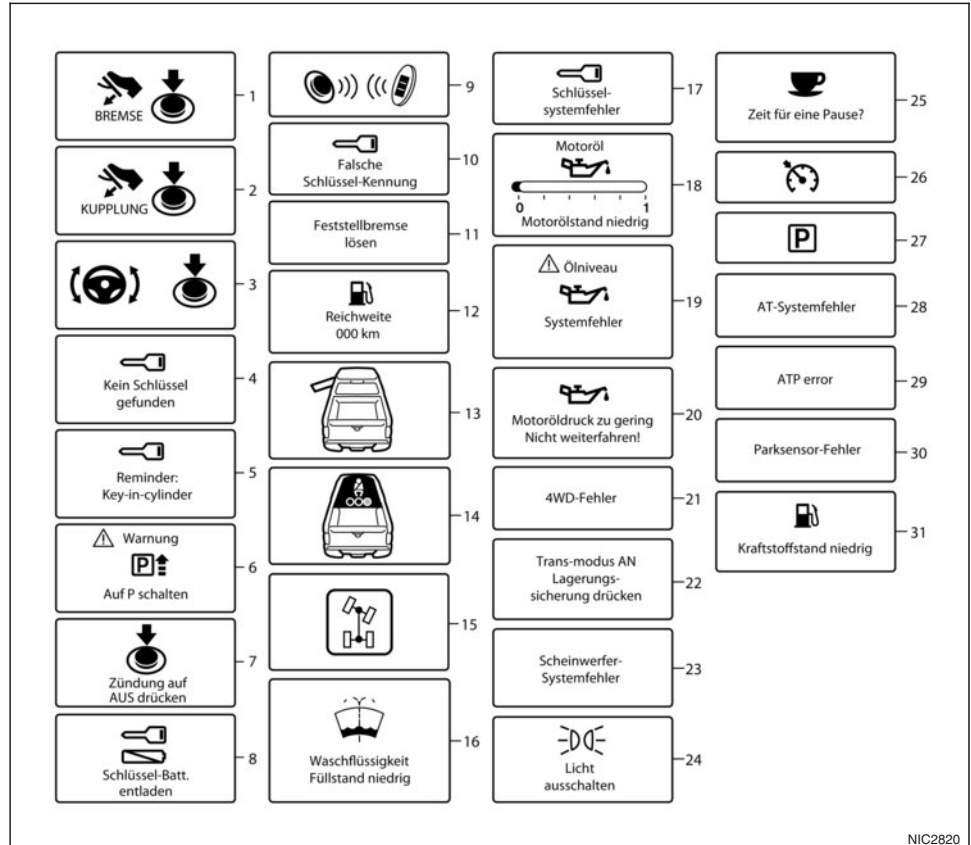 BREMSE
1
KUPPLUNG
2
3
Kein Schlüssel
gefunden
4
Reminder:
Key-in-cylinder
5
Warnung
P
Auf P schalten
6
Zündung auf
AUS drücken
7
Schlüssel-Batt.
entladen
8
9
Falsche
Schlüssel-Kennung
10
Feststellbremse
lösen
11
Reichweite
000 km
12
13
14
15
Waschflüssigkeit
Füllstand niedrig
16
Schlüssel-
systemfehler
17
Motoröl
0 1
Motorölstand niedrig
18
Ölniveau
Systemfehler
19
Motoröldruck zu gering
Nicht weiterfahren!
20
4WD-Fehler
21
Trans-modus AN
Lagerungs-
sicherung drücken
22
Scheinwerfer-
Systemfehler
23
Licht
ausschalten
24
Zeit für eine Pause?
25
26
P
27
AT-Systemfehler
28
ATP error
29
Parksensor-Fehler
30
Kraftstoffstand niedrig
31
NIC2820